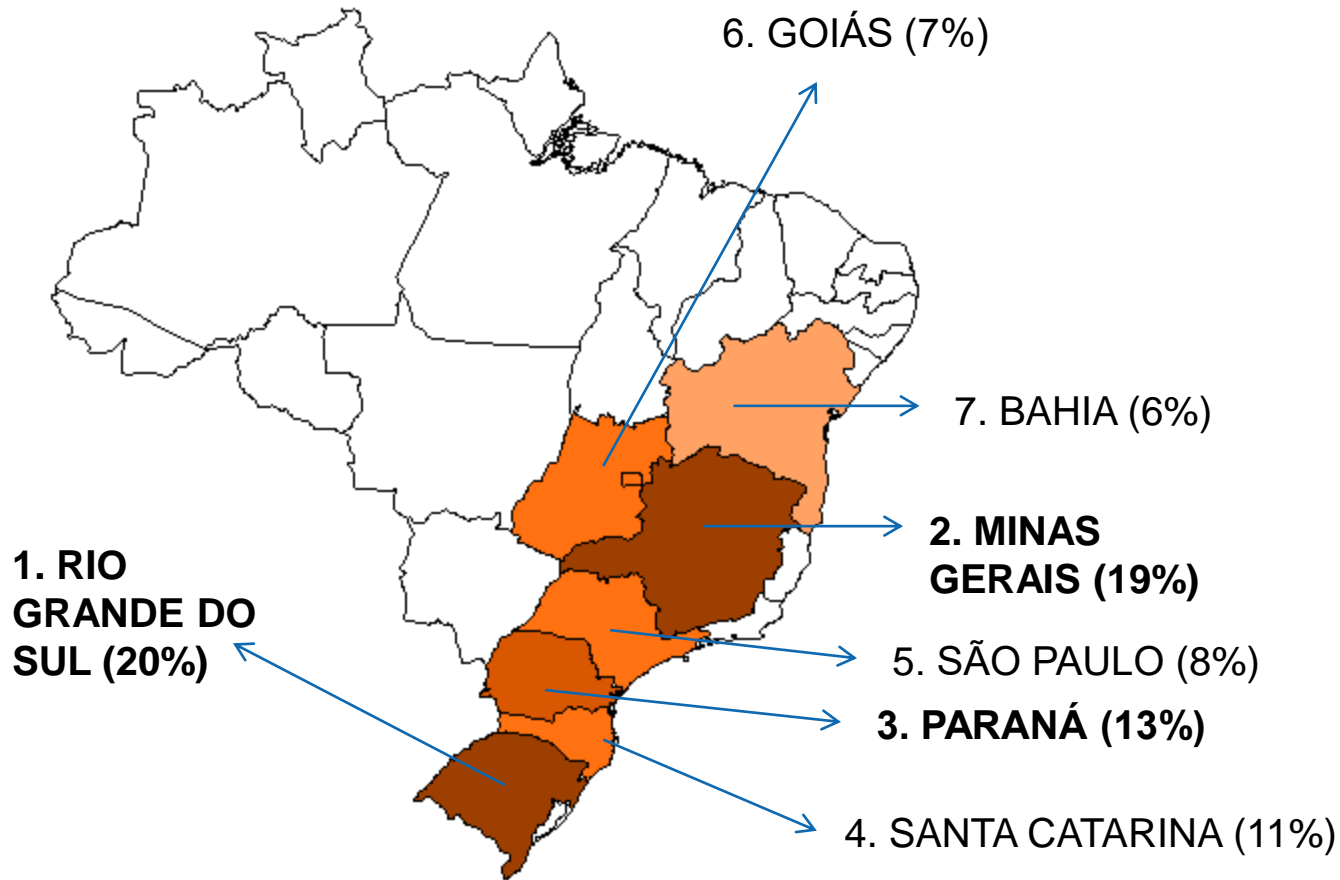 6. GOIÁS (7%)
7. BAHIA (6%)
2. MINAS
GERAIS (19%)
1. RIO
GRANDE DO
SUL (20%)
5. SÃO PAULO (8%)
3. PARANÁ (13%)
4. SANTA CATARINA (11%)